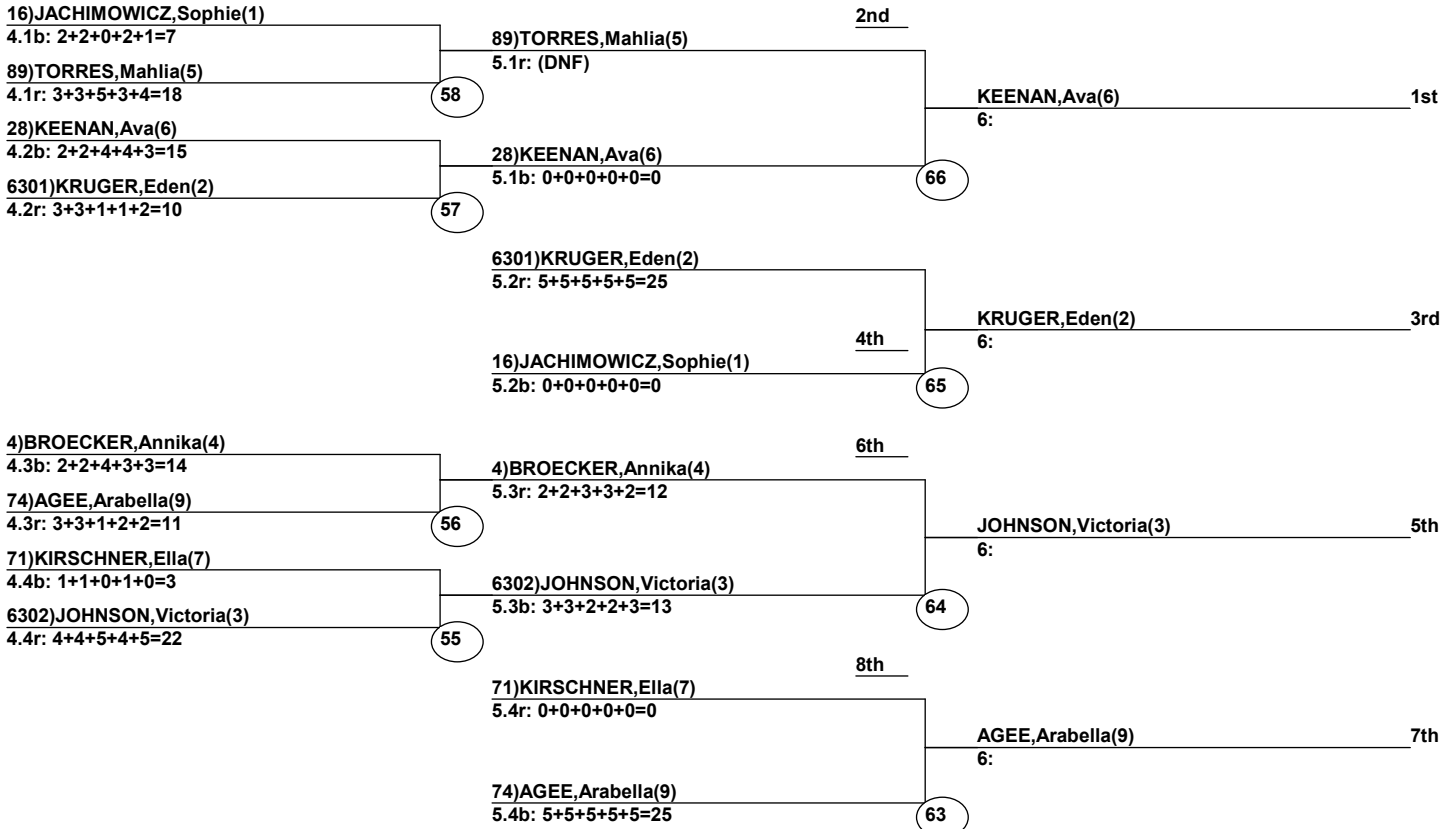 16)JACHIMOWICZ,Sophie(1)
4.1b: 2+2+0+2+1=7
89)TORRES,Mahlia(5)
4.1r: 3+3+5+3+4=18
58
28)KEENAN,Ava(6)
4.2b: 2+2+4+4+3=15
6301)KRUGER,Eden(2)
4.2r: 3+3+1+1+2=10
57
2nd
89)TORRES,Mahlia(5)
5.1r: (DNF)
28)KEENAN,Ava(6)
5.1b: 0+0+0+0+0=0
66
KEENAN,Ava(6) 1st
6:
6301)KRUGER,Eden(2)
5.2r: 5+5+5+5+5=25
4th
16)JACHIMOWICZ,Sophie(1)
5.2b: 0+0+0+0+0=0
65
KRUGER,Eden(2) 3rd
6:
4)BROECKER,Annika(4)
4.3b: 2+2+4+3+3=14
74)AGEE,Arabella(9)
4.3r: 3+3+1+2+2=11
56
71)KIRSCHNER,Ella(7)
4.4b: 1+1+0+1+0=3
6302)JOHNSON,Victoria(3)
4.4r: 4+4+5+4+5=22
55
6th
4)BROECKER,Annika(4)
5.3r: 2+2+3+3+2=12
6302)JOHNSON,Victoria(3)
5.3b: 3+3+2+2+3=13
64
JOHNSON,Victoria(3) 5th
6:
8th
71)KIRSCHNER,Ella(7)
5.4r: 0+0+0+0+0=0
74)AGEE,Arabella(9)
5.4b: 5+5+5+5+5=25
63
AGEE,Arabella(9) 7th
6: